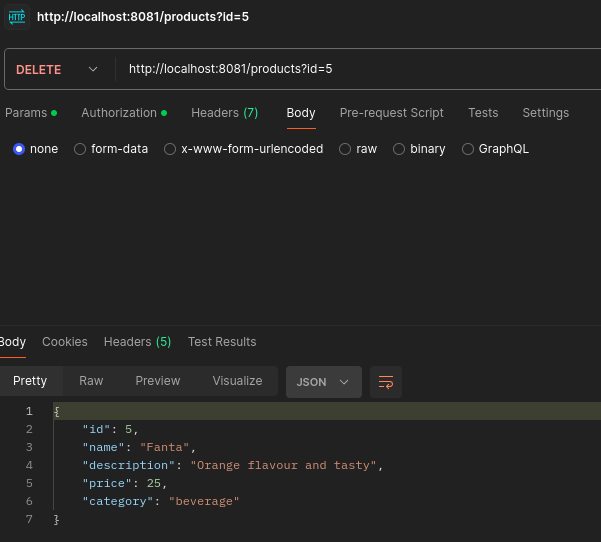 HTTP http://localhost:8081/products?id=5
DELETE http://localhost:8081/products?id=5
Params Authorization Headers (7) Body Pre-request Script Tests Settings
none form-data x-www-form-urlencoded raw binary GraphQL
Body Cookies Headers (5) Test Results
Pretty Raw Preview Visualize JSON
1 {
2 "id": 5,
3 "name": "Fanta",
4 "description": "Orange flavour and tasty",
5 "price": 25,
6 "category": "beverage"
7 }